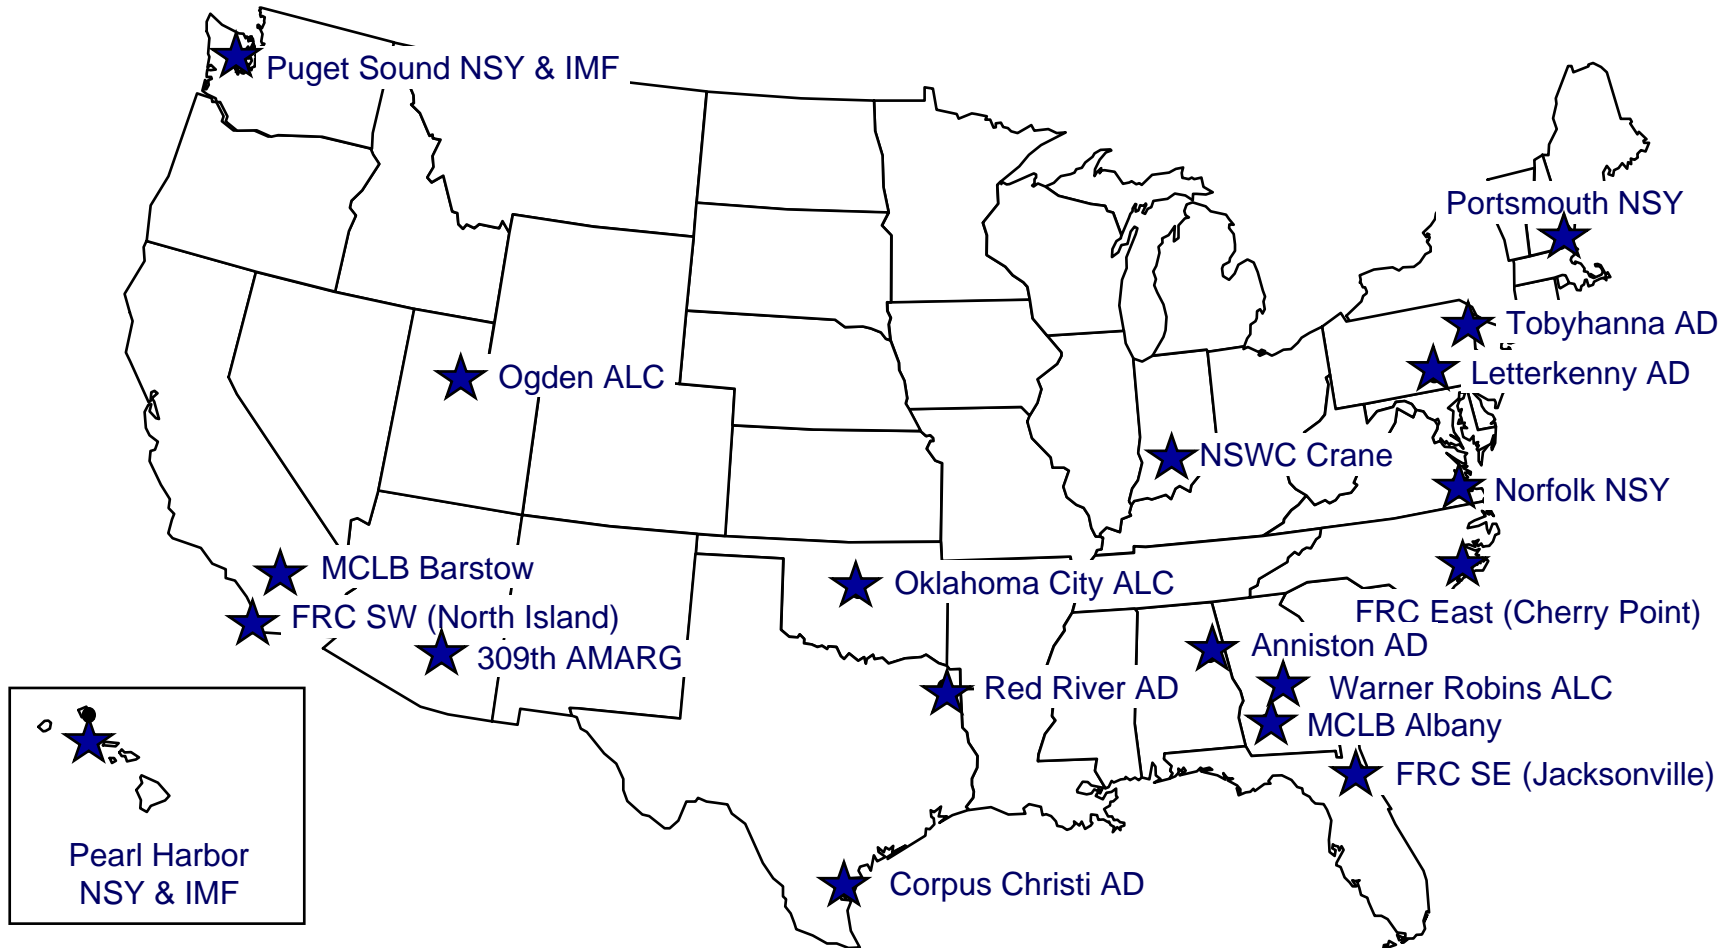 Puget Sound NSY & IMF
Portsmouth NSY
Tobyhanna AD
Letterkenny AD
Ogden ALC
NSWC Crane
Norfolk NSY
MCLB Barstow
Oklahoma City ALC
FRC SW (North Island)
FRC East (Cherry Point)
Anniston AD
309th AMARG
Red River AD
Warner Robins ALC
MCLB Albany
FRC SE (Jacksonville)
Pearl Harbor
NSY & IMF
Corpus Christi AD